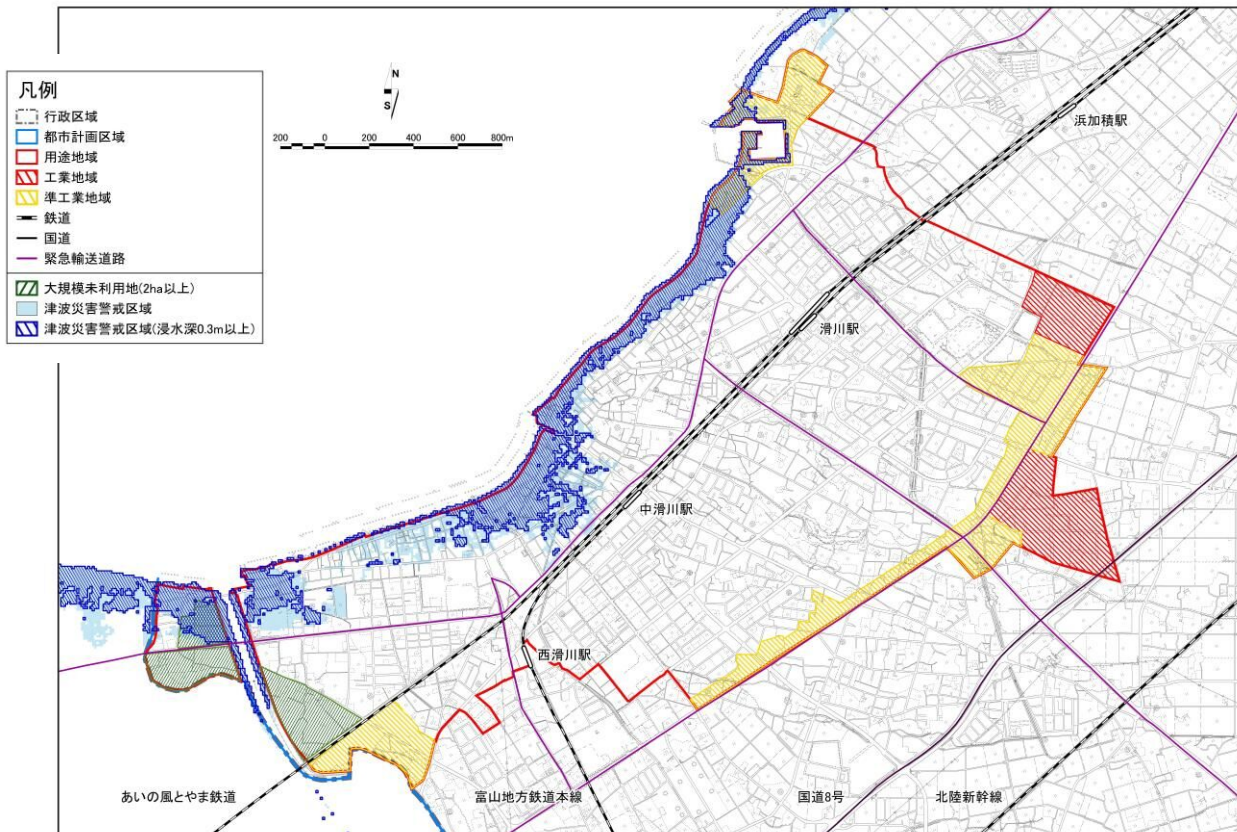 凡例
行政区域
都市計画区域
用途地域
工業地域
準工業地域
鉄道
国道
緊急輸送道路
大規模未利用地(2ha以上)
津波災害警戒区域
津波災害警戒区域(浸水深0.3m以上)
N
S
200 0 200 400 600 800m
浜加積駅
滑川駅
中滑川駅
西滑川駅
あいの風とやま鉄道
富山地方鉄道本線
国道8号
北陸新幹線